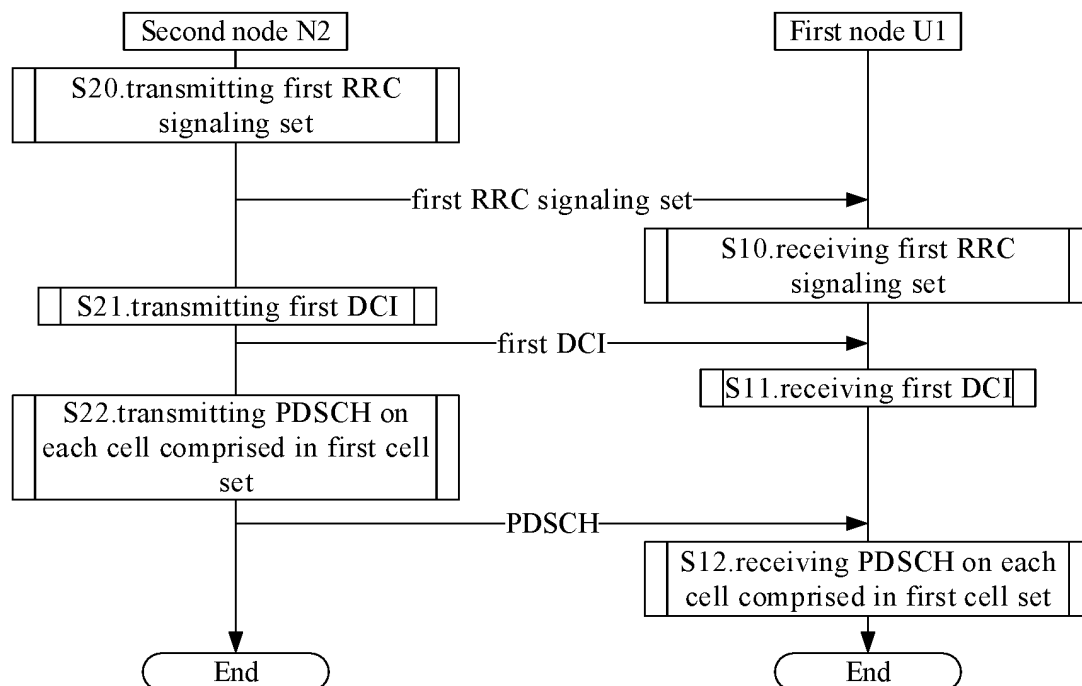 Second node N2
First node U1
S20.transmitting first RRC
signaling set
first RRC signaling set
S10.receiving first RRC
signaling set
S21.transmitting first DCI
first DCI
S11.receiving first DCI
S22.transmitting PDSCH on
each cell comprised in first cell
set
PDSCH
S12.receiving PDSCH on each
cell comprised in first cell set
End
End